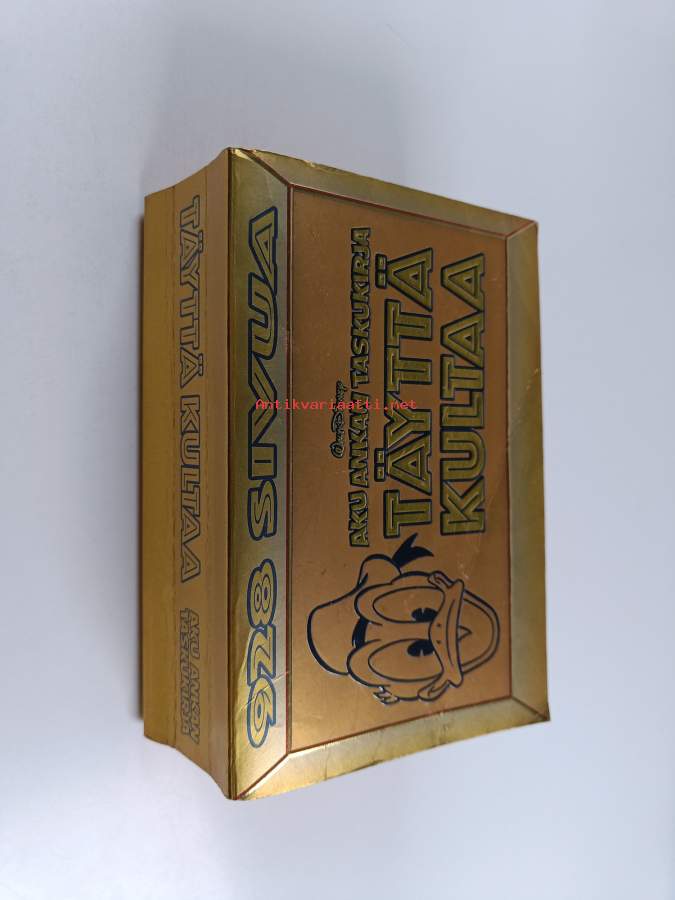 Walt Disney
AKU ANKAN TASKUKIRJA
TÄYTTÄ
KULTAA
928 SIVUA
TÄYTTÄ KULTAA
AKU ANKAN
TASKUKIRJA
Antikvariaatti.net